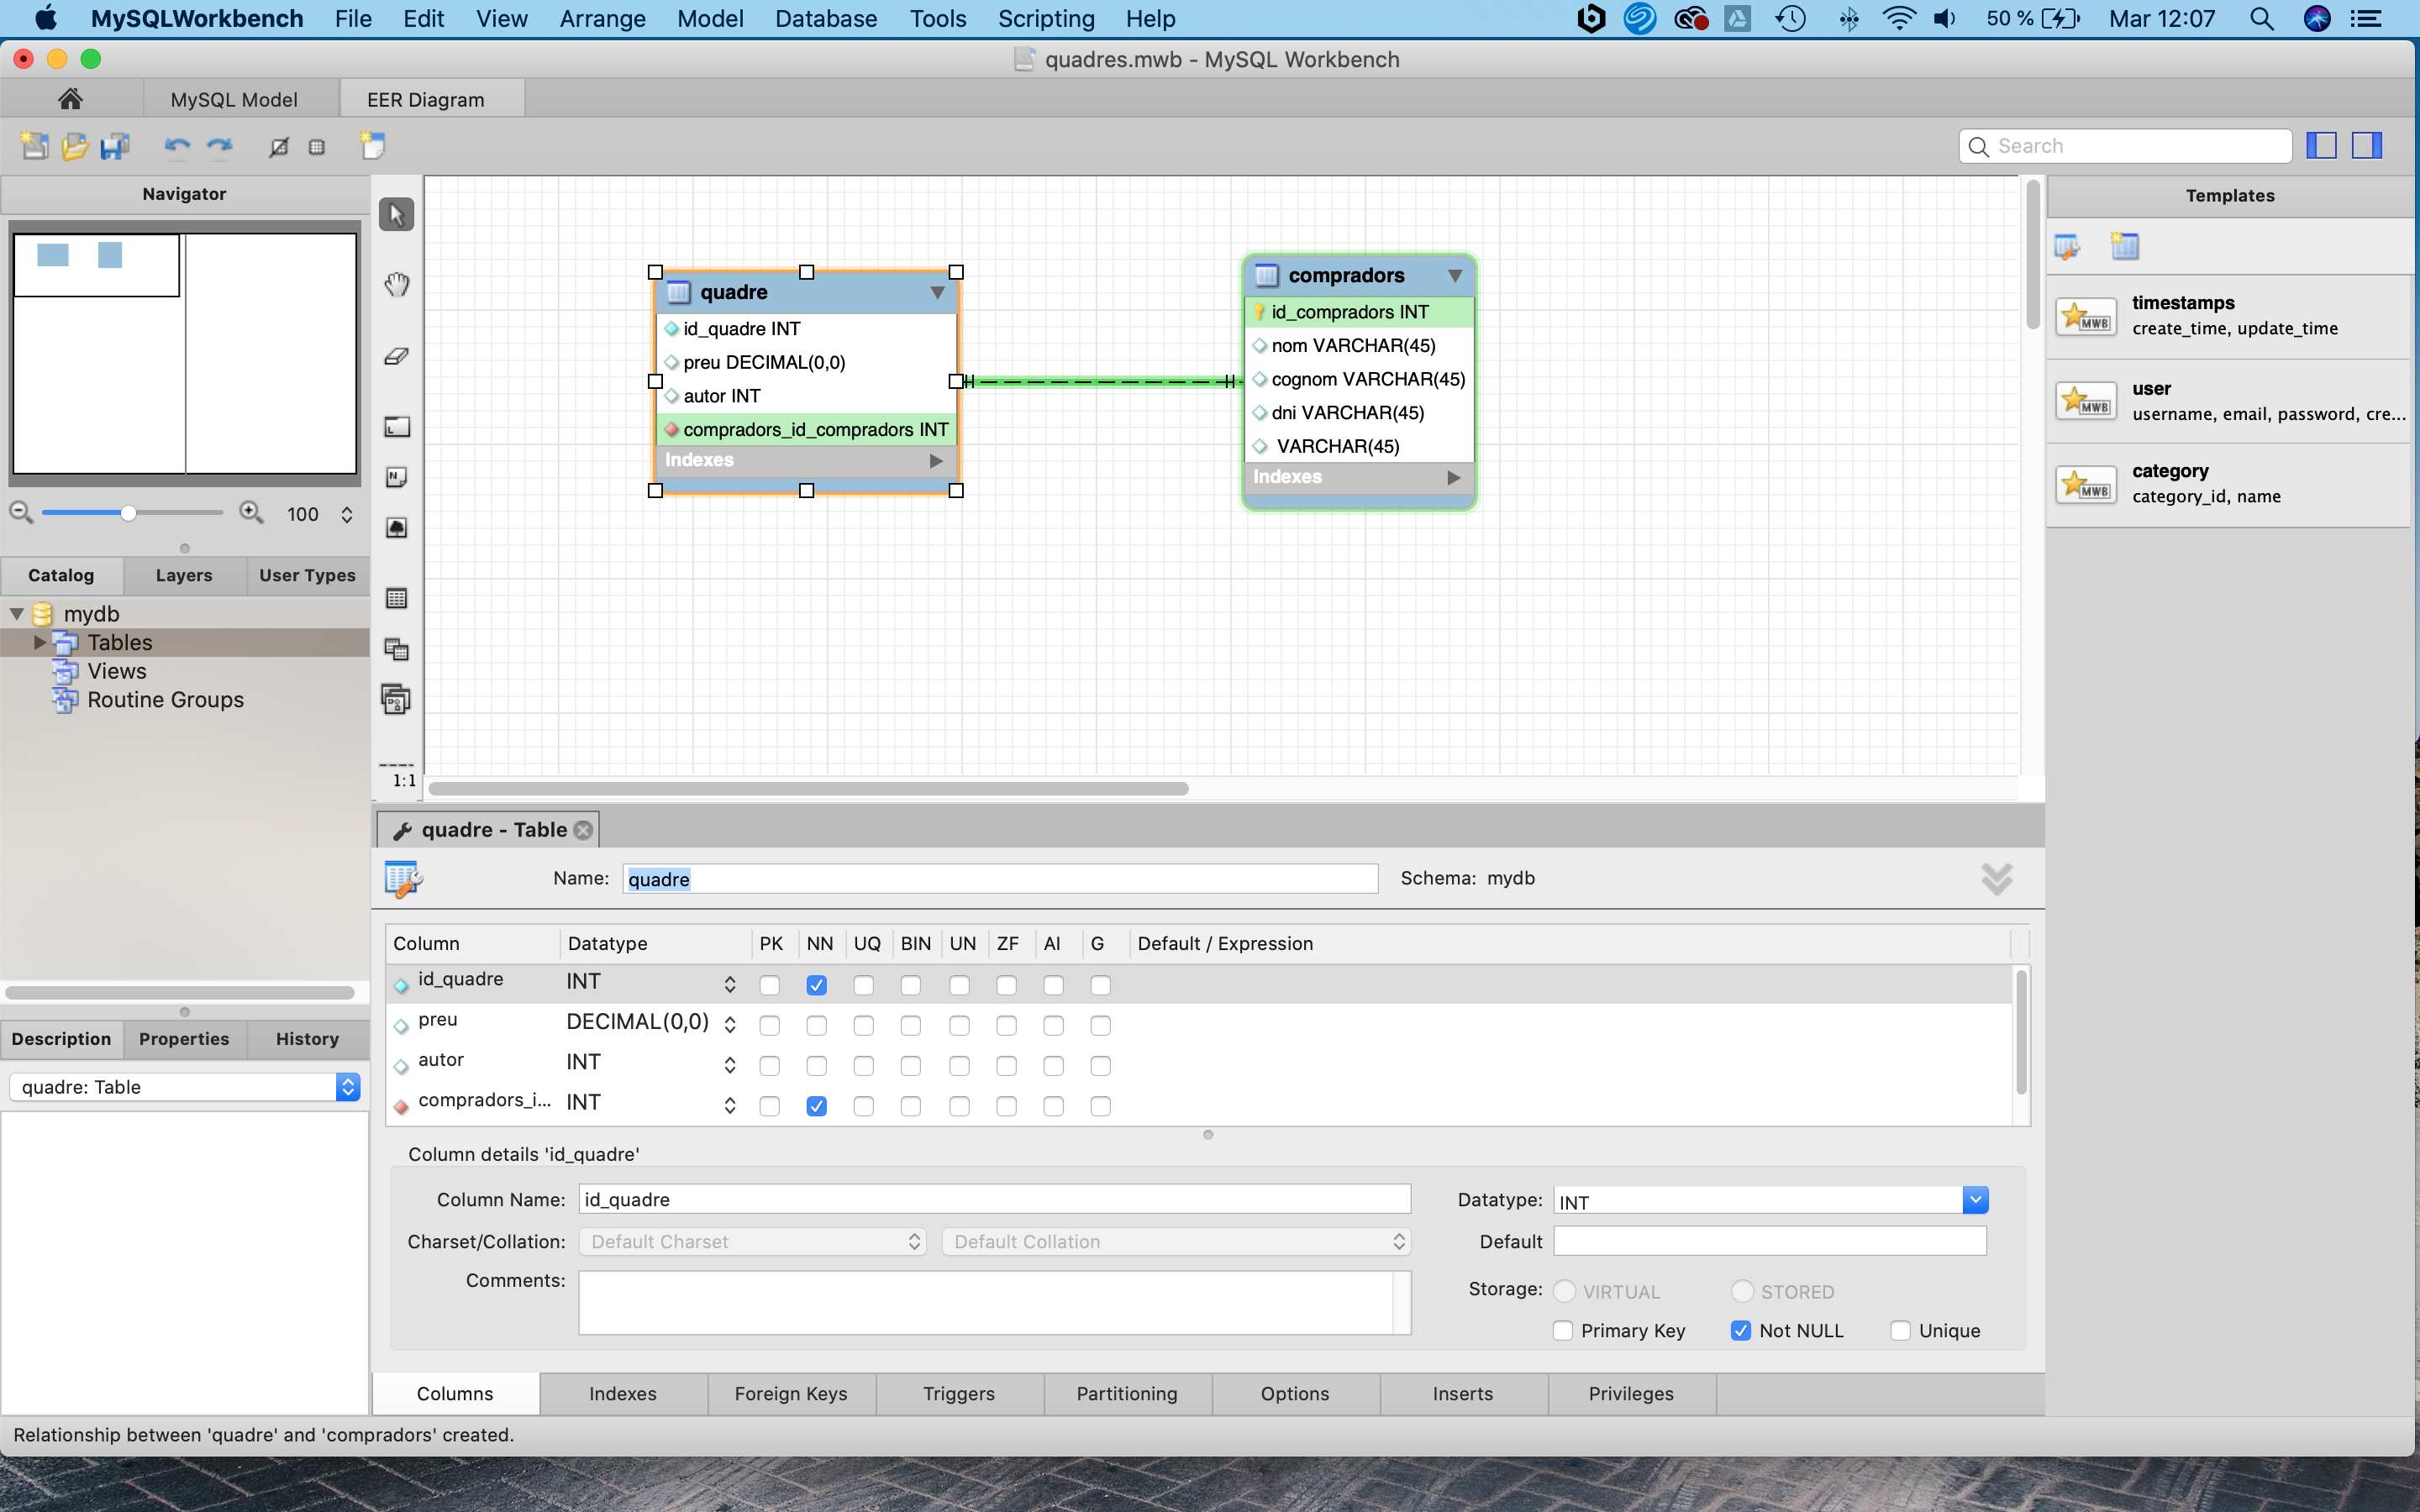 MySQLWorkbench File Edit View Arrange Model Database Tools Scripting Help 50 % Mar 12:07
quadres.mwb - MySQL Workbench
MySQL Model EER Diagram
Search
Navigator
Templates
timestamps
create_time, update_time
user
username, email, password, cre...
category
category_id, name
MWB
MWB
MWB
quadre
id_quadre INT
preu DECIMAL(0,0)
autor INT
compradors_id_compradors INT
Indexes
compradors
id_compradors INT
nom VARCHAR(45)
cognom VARCHAR(45)
dni VARCHAR(45)
VARCHAR(45)
Indexes
100
Catalog Layers User Types
mydb
Tables
Views
Routine Groups
1:1
quadre - Table
Name: quadre Schema: mydb
Column Datatype PK NN UQ BIN UN ZF AI G Default / Expression
id_quadre INT
preu DECIMAL(0,0)
autor INT
compradors_i... INT
Description Properties History
quadre: Table
Column details 'id_quadre'
Column Name: id_quadre Datatype: INT
Charset/Collation: Default Charset Default Collation Default
Comments: Storage: VIRTUAL STORED
Primary Key Not NULL Unique
Columns Indexes Foreign Keys Triggers Partitioning Options Inserts Privileges
Relationship between 'quadre' and 'compradors' created.